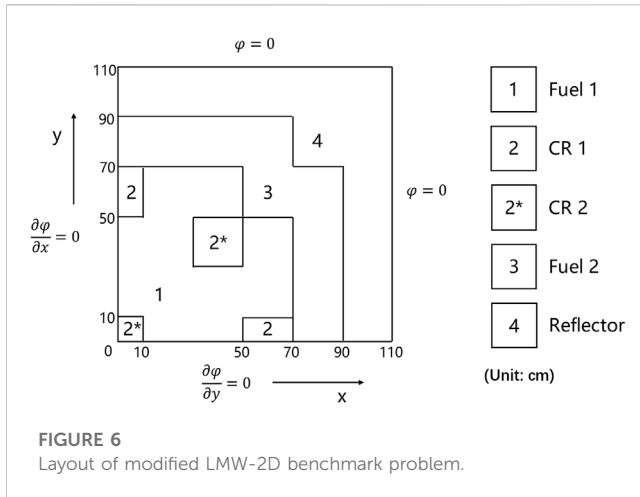 φ = 0
110
90
y
4
1 Fuel 1
2 CR 1
70
2
3
φ = 0
2* CR 2
50
∂φ/∂x = 0
2*
3 Fuel 2
1
4 Reflector
10
2*
2
0 10 50 70 90 110
(Unit: cm)
∂φ/∂y = 0
x
FIGURE 6
Layout of modified LMW-2D benchmark problem.